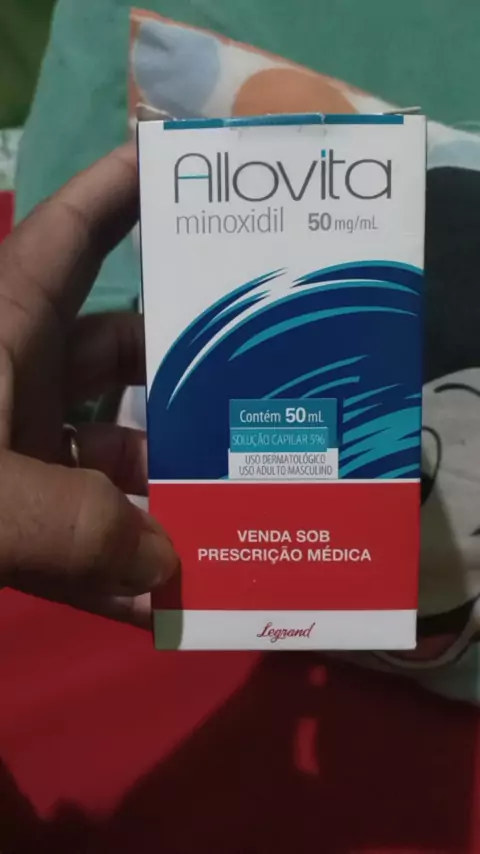 Allovita
minoxidil 50 mg/mL
Contém 50 mL
SOLUÇÃO CAPILAR 5%
USO DERMATOLÓGICO
USO ADULTO MASCULINO
VENDA SOB
PRESCRIÇÃO MÉDICA
Legrand